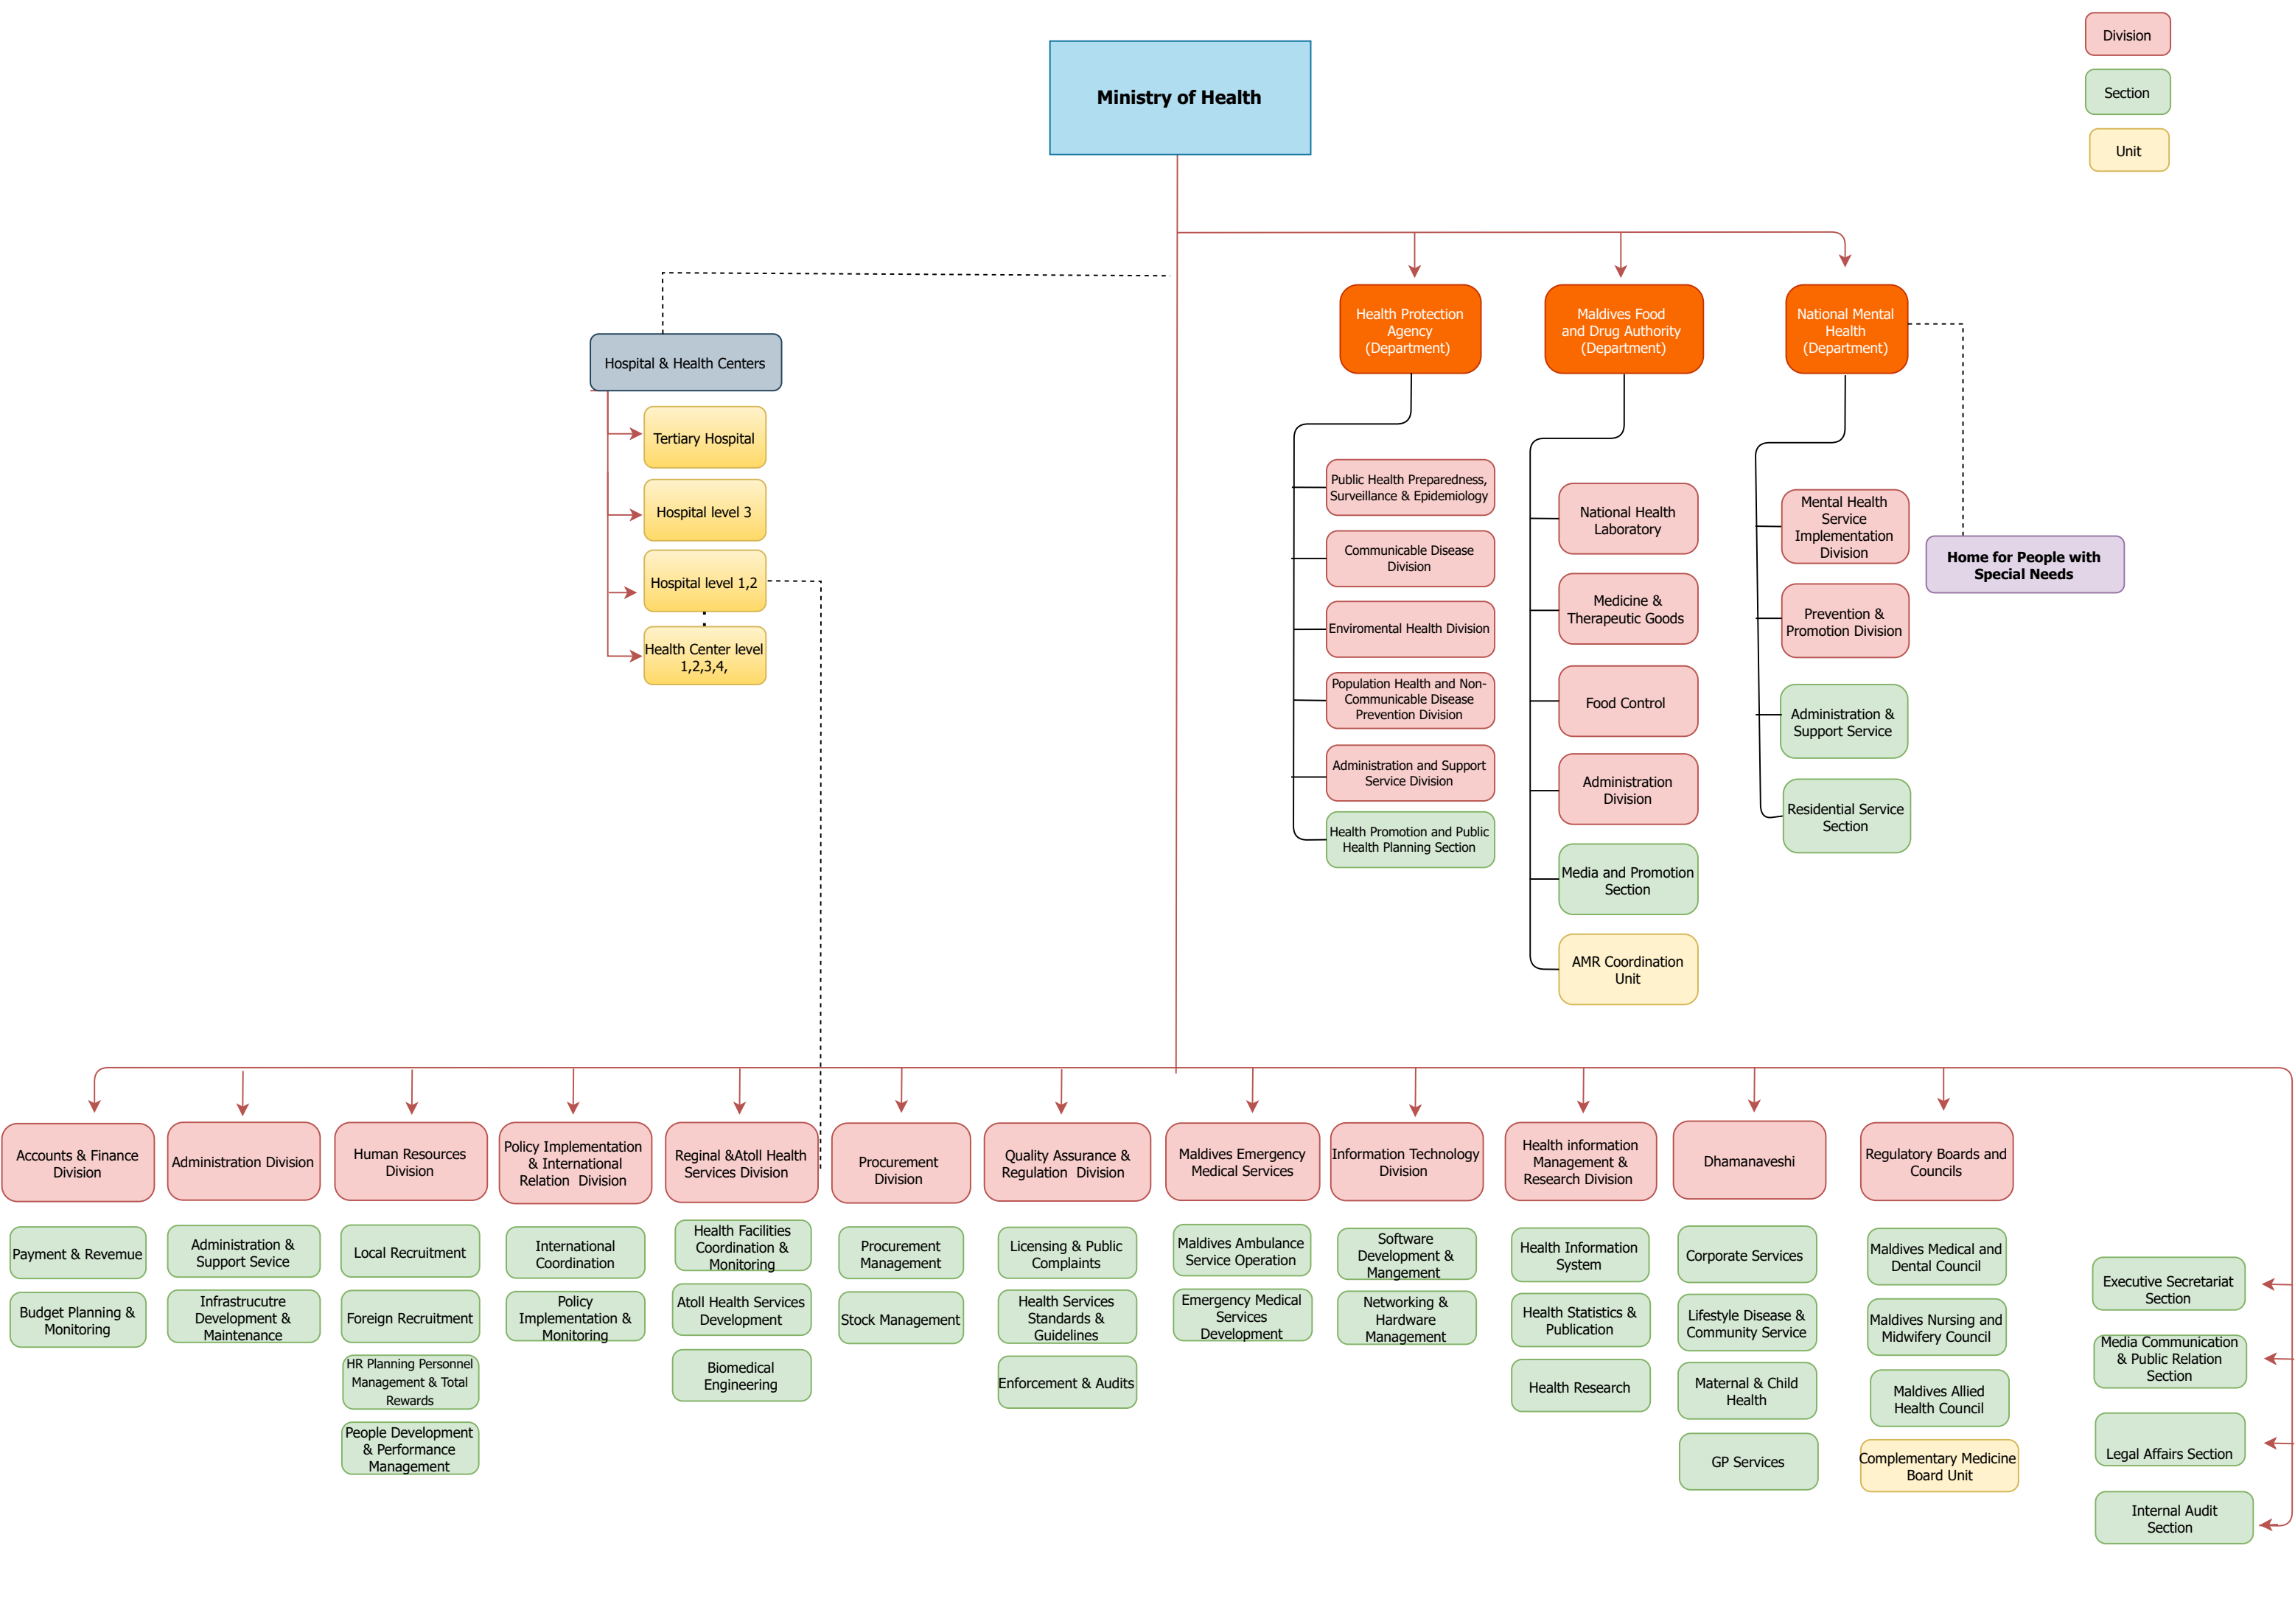 Division
Section
Unit
Ministry of Health
Hospital & Health Centers
Tertiary Hospital
Hospital level 3
Hospital level 1,2
Health Center level
1,2,3,4,
Health Protection
Agency
(Department)
Public Health Preparedness,
Surveillance & Epidemiology
Communicable Disease
Division
Enviromental Health Division
Population Health and Non-
Communicable Disease
Prevention Division
Administration and Support
Service Division
Health Promotion and Public
Health Planning Section
Maldives Food
and Drug Authority
(Department)
National Health
Laboratory
Medicine &
Therapeutic Goods
Food Control
Administration
Division
Media and Promotion
Section
AMR Coordination
Unit
National Mental
Health
(Department)
Mental Health
Service
Implementation
Division
Prevention &
Promotion Division
Administration &
Support Service
Residential Service
Section
Home for People with
Special Needs
Accounts & Finance
Division
Payment & Revenue
Budget Planning &
Monitoring
Administration Division
Administration &
Support Sevice
Infrastrucutre
Development &
Maintenance
Human Resources
Division
Local Recruitment
Foreign Recruitment
HR Planning Personnel
Management & Total
Rewards
People Development
& Performance
Management
Policy Implementation
& International
Relation Division
International
Coordination
Policy
Implementation &
Monitoring
Reginal &Atoll Health
Services Division
Health Facilities
Coordination &
Monitoring
Atoll Health Services
Development
Biomedical
Engineering
Procurement
Division
Procurement
Management
Stock Management
Quality Assurance &
Regulation Division
Licensing & Public
Complaints
Health Services
Standards &
Guidelines
Enforcement & Audits
Maldives Emergency
Medical Services
Maldives Ambulance
Service Operation
Emergency Medical
Services
Development
Information Technology
Division
Software
Development &
Mangement
Networking &
Hardware
Management
Health information
Management &
Research Division
Health Information
System
Health Statistics &
Publication
Health Research
Dhamanaveshi
Corporate Services
Lifestyle Disease &
Community Service
Maternal & Child
Health
GP Services
Regulatory Boards and
Councils
Maldives Medical and
Dental Council
Maldives Nursing and
Midwifery Council
Maldives Allied
Health Council
Complementary Medicine
Board Unit
Executive Secretariat
Section
Media Communication
& Public Relation
Section
Legal Affairs Section
Internal Audit
Section